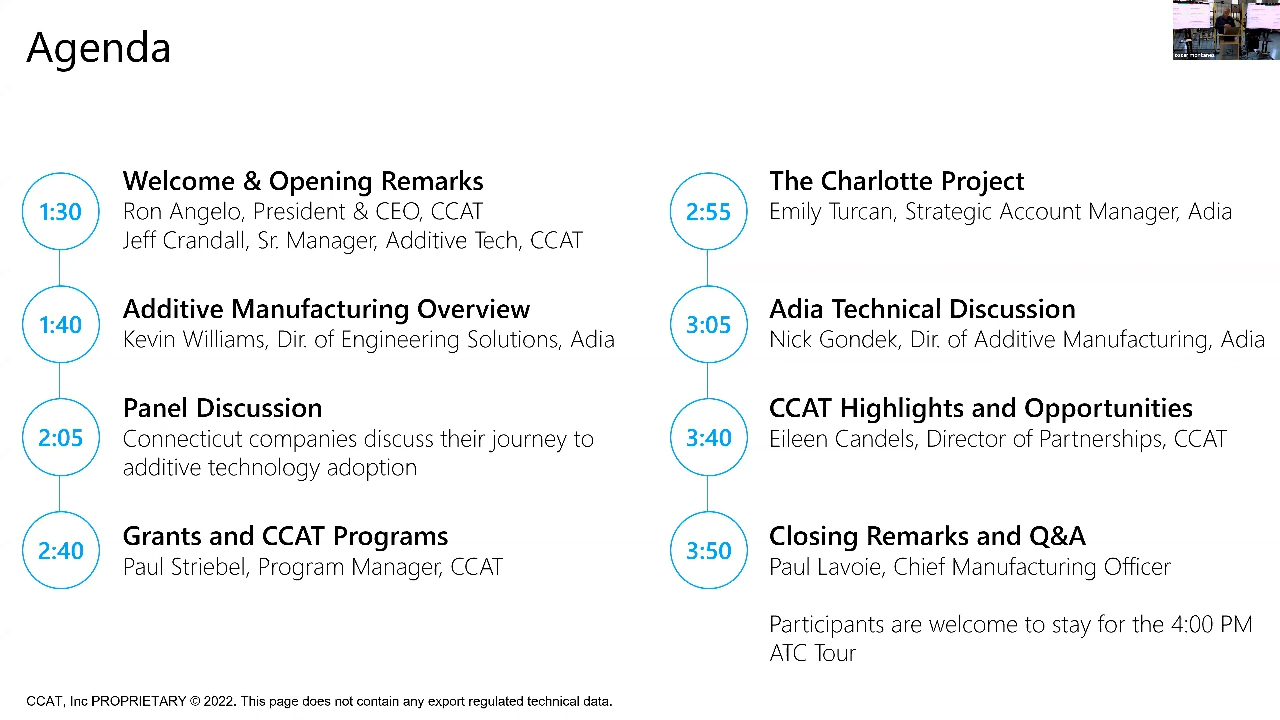 Agenda
oscar montanez
1:30
Welcome & Opening Remarks
Ron Angelo, President & CEO, CCAT
Jeff Crandall, Sr. Manager, Additive Tech, CCAT
1:40
Additive Manufacturing Overview
Kevin Williams, Dir. of Engineering Solutions, Adia
2:05
Panel Discussion
Connecticut companies discuss their journey to
additive technology adoption
2:40
Grants and CCAT Programs
Paul Striebel, Program Manager, CCAT
2:55
The Charlotte Project
Emily Turcan, Strategic Account Manager, Adia
3:05
Adia Technical Discussion
Nick Gondek, Dir. of Additive Manufacturing, Adia
3:40
CCAT Highlights and Opportunities
Eileen Candels, Director of Partnerships, CCAT
3:50
Closing Remarks and Q&A
Paul Lavoie, Chief Manufacturing Officer
Participants are welcome to stay for the 4:00 PM
ATC Tour
CCAT, Inc PROPRIETARY © 2022. This page does not contain any export regulated technical data.